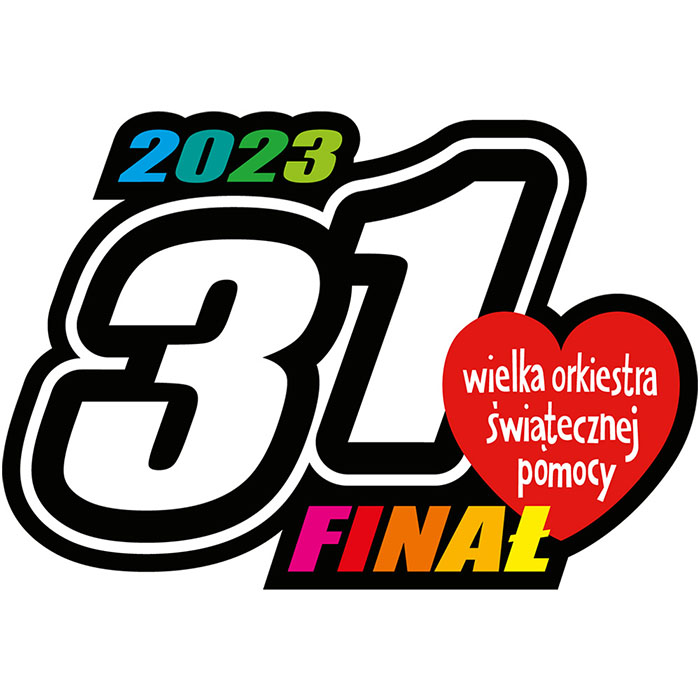 2023
31
wielka orkiestra
świątecznej
pomocy
FINAŁ